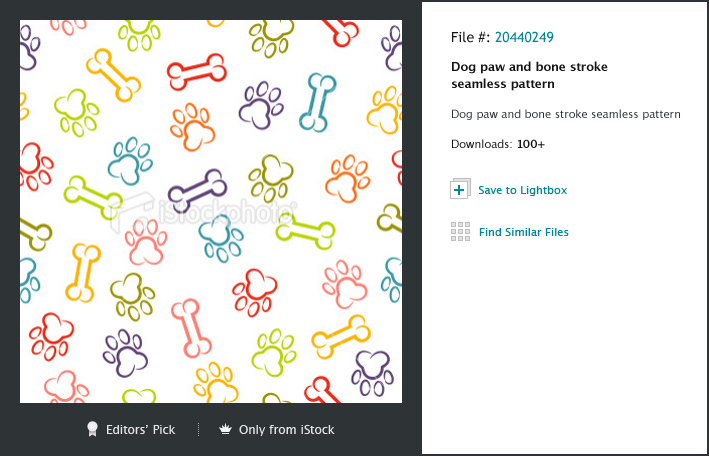 iStockphoto
Editors’ Pick
Only from iStock
File #: 20440249
Dog paw and bone stroke
seamless pattern
Dog paw and bone stroke seamless pattern
Downloads: 100+
Save to Lightbox
Find Similar Files